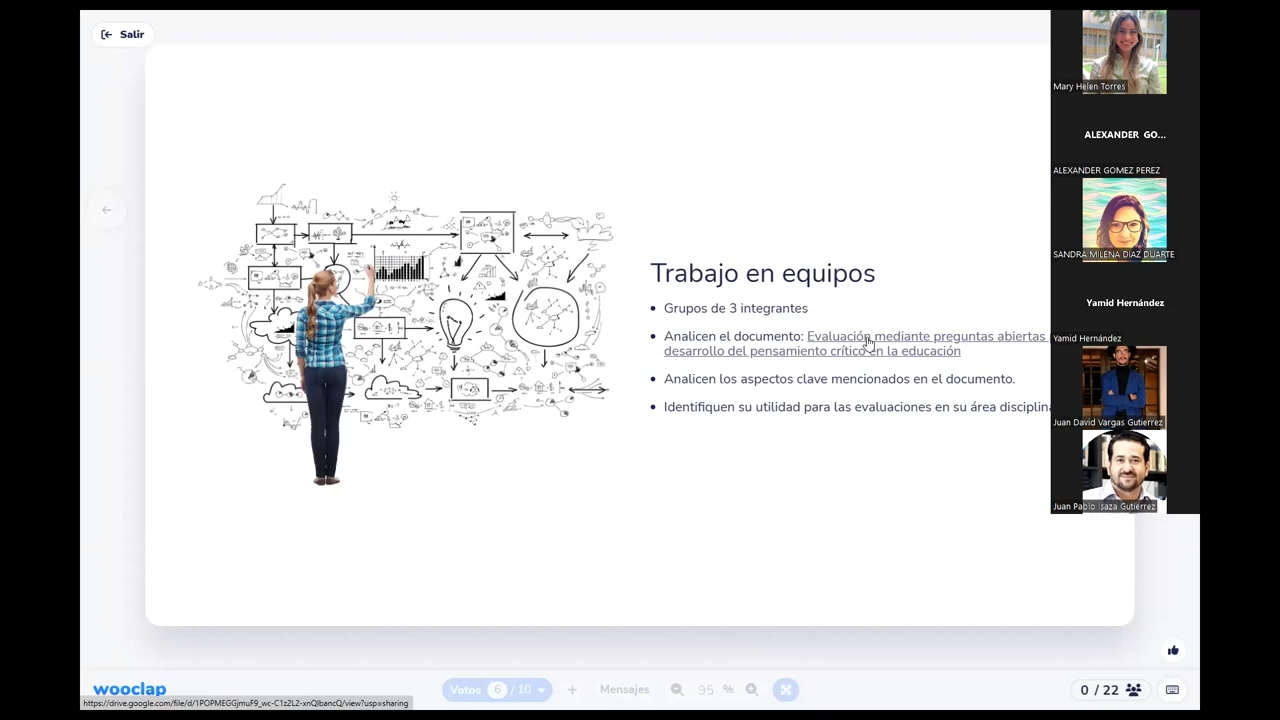 Salir
Trabajo en equipos
Grupos de 3 integrantes
Analicen el documento: Evaluación mediante preguntas abiertas
desarrollo del pensamiento crítico en la educación
Analicen los aspectos clave mencionados en el documento.
Identifiquen su utilidad para las evaluaciones en su área disciplina
Mary Helen Torres
ALEXANDER GO...
ALEXANDER GOMEZ PEREZ
SANDRA MILENA DIAZ DUARTE
Yamid Hernández
Yamid Hernández
Juan David Vargas Gutierrez
Juan Pablo Isaza Gutiérrez
wooclap
Votos 6 / 10
Mensajes
95 %
0 / 22
https://drive.google.com/file/d/1POPMEGGjmuF9_wc-C1z2L2-xnQlbancQ/view?usp=sharing